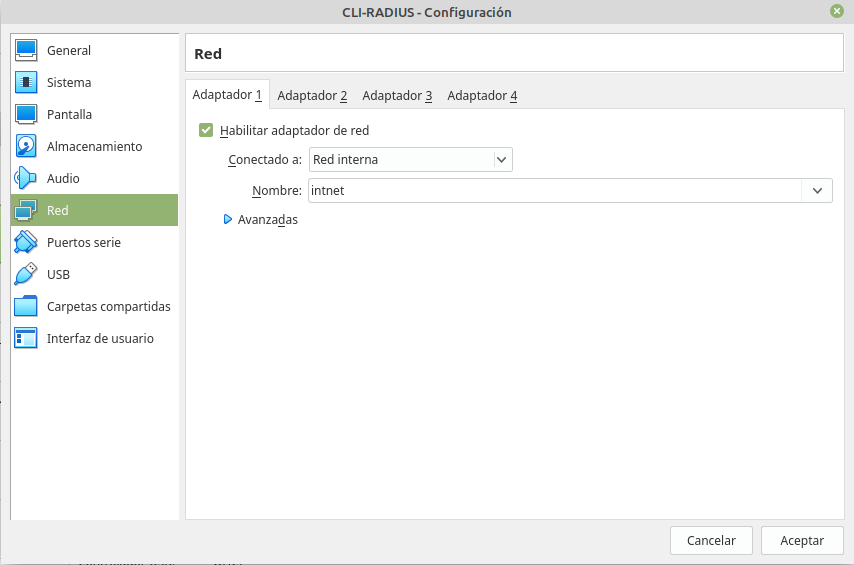 CLI-RADIUS - Configuración
General
Sistema
Pantalla
Almacenamiento
Audio
Red
Puertos serie
USB
Carpetas compartidas
Interfaz de usuario
Red
Adaptador 1 Adaptador 2 Adaptador 3 Adaptador 4
Habilitar adaptador de red
Conectado a: Red interna
Nombre: intnet
Avanzadas
Cancelar Aceptar